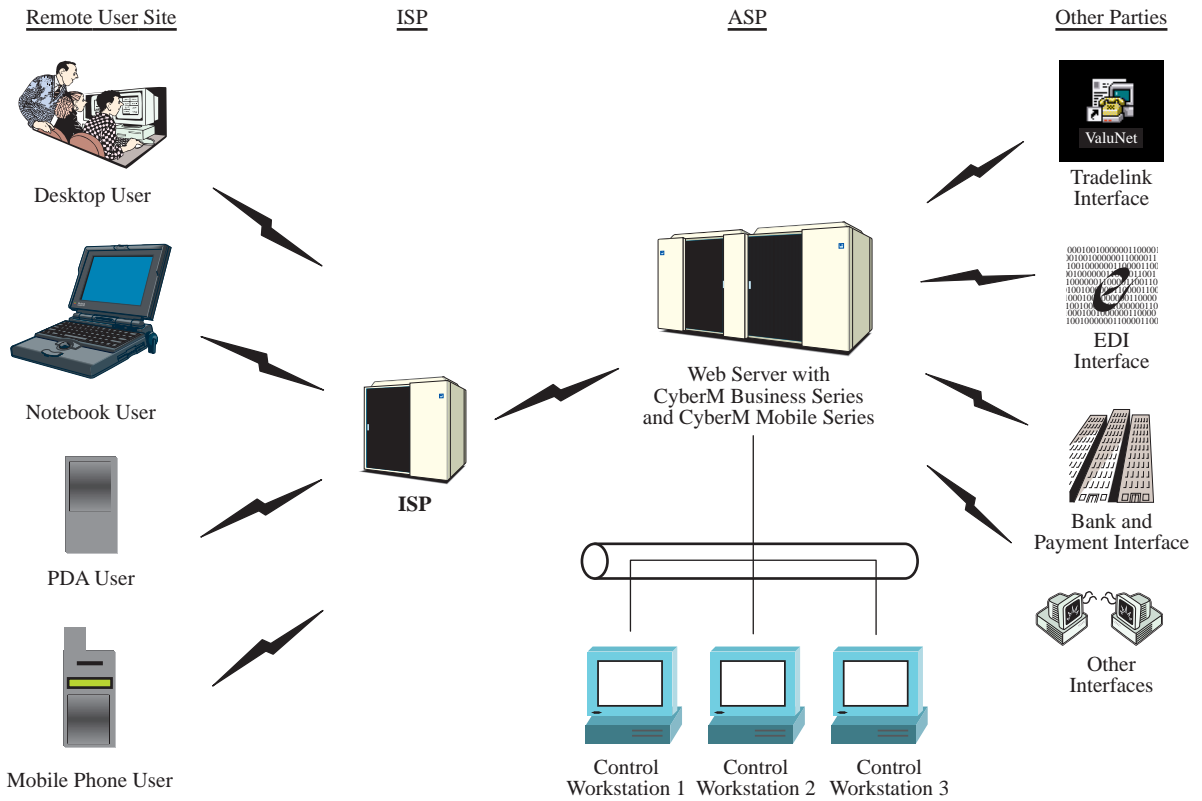 Remote User Site
ISP
ASP
Other Parties
Desktop User
Notebook User
PDA User
Mobile Phone User
ISP
Web Server with
CyberM Business Series
and CyberM Mobile Series
Control
Workstation 1
Control
Workstation 2
Control
Workstation 3
ValuNet
Tradelink
Interface
EDI
Interface
Bank and
Payment Interface
Other
Interfaces